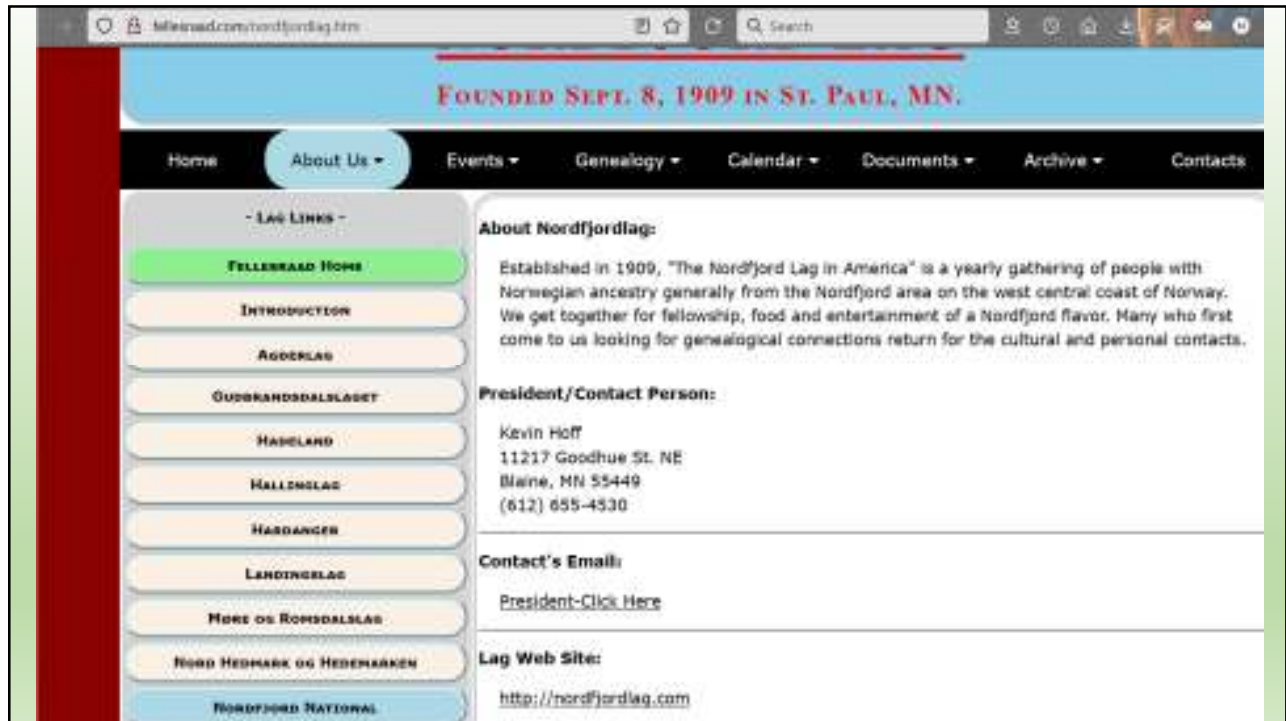 fellesraad.com/nordfjordlag.htm
Search
FOUNDED SEPT. 8, 1909 IN ST. PAUL, MN.
Home About Us Events Genealogy Calendar Documents Archive Contacts
- LAG LINKS -
FELLESRAAD HOME
INTRODUCTION
AGDERLAG
GUDBRANDSDALSLAGET
HADELAND
HALLINGLAG
HARDANGER
LANDINGSLAG
MØRE OG ROMSDALSLAG
NORD HEDMARK OG HEDEMARKEN
NORDFJORD NATIONAL
About Nordfjordlag:
Established in 1909, "The Nordfjord Lag in America" is a yearly gathering of people with
Norwegian ancestry generally from the Nordfjord area on the west central coast of Norway.
We get together for fellowship, food and entertainment of a Nordfjord flavor. Many who first
come to us looking for genealogical connections return for the cultural and personal contacts.
President/Contact Person:
Kevin Hoff
11217 Goodhue St. NE
Blaine, MN 55449
(612) 655-4530
Contact's Email:
President-Click Here
Lag Web Site:
http://nordfjordlag.com